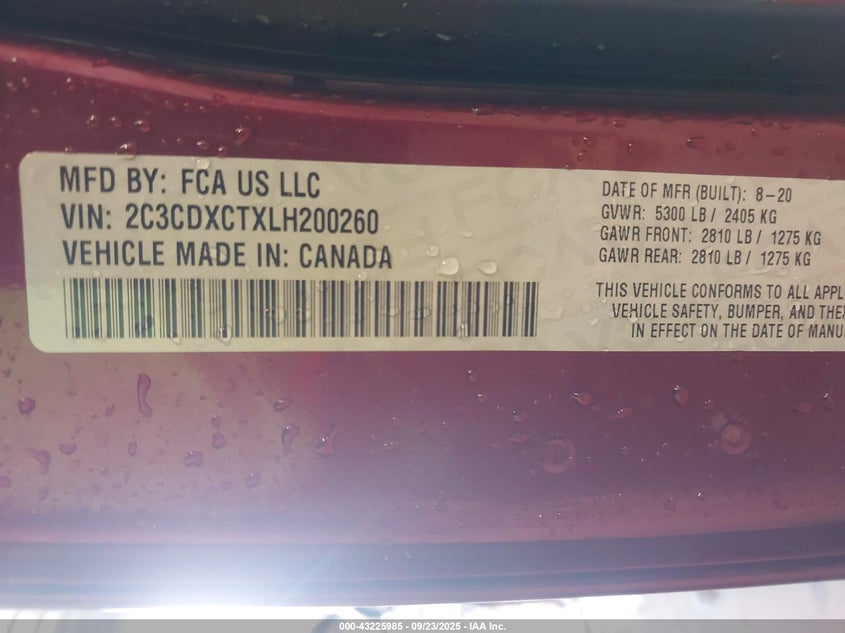 MFD BY: FCA US LLC
VIN: 2C3CDXCTXLH200260
VEHICLE MADE IN: CANADA
DATE OF MFR (BUILT): 8-20
GVWR: 5300 LB / 2405 KG
GAWR FRONT: 2810 LB / 1275 KG
GAWR REAR: 2810 LB / 1275 KG
THIS VEHICLE CONFORMS TO ALL APPL
VEHICLE SAFETY, BUMPER, AND THE
IN EFFECT ON THE DATE OF MANU
000-43225985 - 09/23/2025 - IAA Inc.